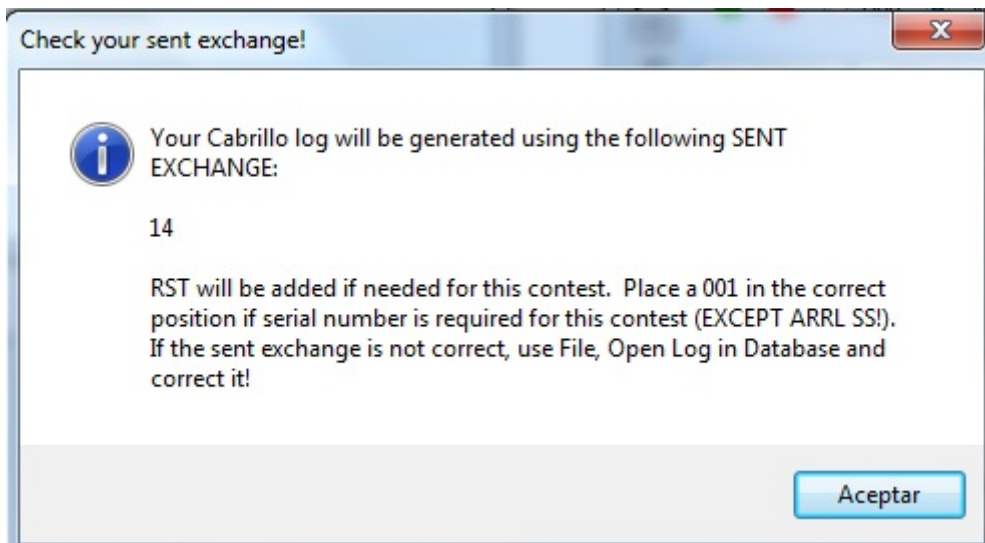 Check your sent exchange!
Your Cabrillo log will be generated using the following SENT
EXCHANGE:
14
RST will be added if needed for this contest.  Place a 001 in the correct
position if serial number is required for this contest (EXCEPT ARRL SS!).
If the sent exchange is not correct, use File, Open Log in Database and
correct it!
Aceptar